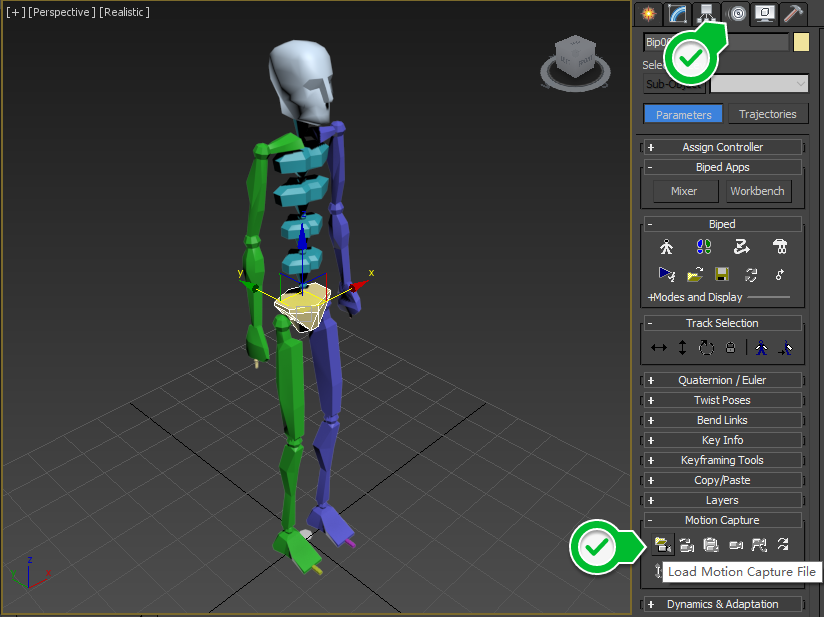 [+] [Perspective] [Realistic]
Sub-Obj
Parameters
Trajectories
+ Assign Controller
- Biped Apps
Mixer
Workbench
- Biped
+Modes and Display
- Track Selection
+ Quaternion / Euler
+ Twist Poses
+ Bend Links
+ Key Info
+ Keyframing Tools
+ Copy/Paste
+ Layers
- Motion Capture
Load Motion Capture File
+ Dynamics & Adaptation
z
y
x
z
y
x